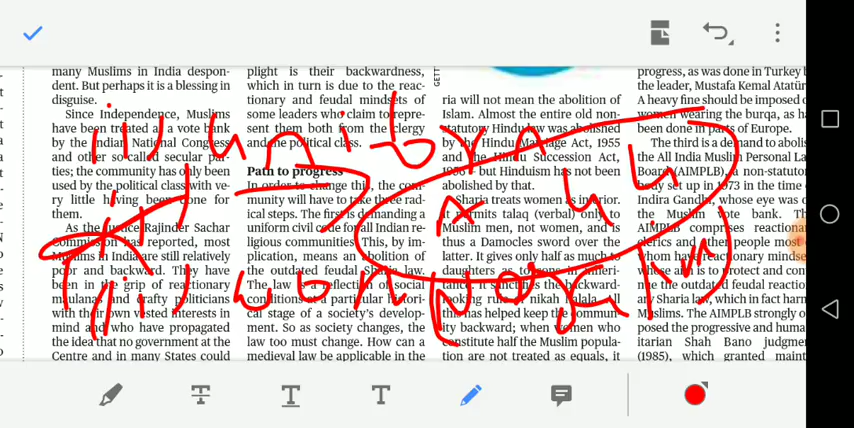 many Muslims in India despon-
dent. But perhaps it is a blessing in
disguise.
Since Independence, Muslims
have been treated as a vote bank
by the Indian National Congress
and other so-called secular par-
ties; the community has only been
used by the political class with ve-
ry little having been done for
them.
As the Justice Rajinder Sachar
Commission has reported, most
Muslims in India are still relatively
poor and backward. They have
been in the grip of reactionary
maulanas and crafty politicians
with their own vested interests in
mind and who have propagated
the idea that no government at the
Centre and in many States could
plight is their backwardness,
which in turn is due to the reac-
tionary and feudal mindsets of
some leaders who claim to repre-
sent them both from the clergy
and the political class.
Path to progress
In order to change this, the com-
munity will have to take three rad-
ical steps. The first is demanding a
uniform civil code for all Indian re-
ligious communities. This, by im-
plication, means an abolition of
the outdated feudal Sharia law.
The law is a reflection of social
conditions at a particular histori-
cal stage of a society's develop-
ment. So as society changes, the
law too must change. How can a
medieval law be applicable in the
GETT
ria will not mean the abolition of
Islam. Almost the entire old non-
statutory Hindu law was abolished
by the Hindu Marriage Act, 1955
and the Hindu Succession Act,
1956 - but Hinduism has not been
abolished by that.
Sharia treats women as inferior.
It permits talaq (verbal) only
Muslim men, not women, and
thus a Damocles sword over the
latter. It gives only half as much to
daughters
backward-
looking nikah halala. All
this has helped keep the commun-
ity backward; when women who
constitute half the Muslim popula-
tion are not treated as equals, it
progress, as was done in Turkey b
the leader, Mustafa Kemal Atatür
A heavy fine should be imposed o
women wearing the burqa, as ha
been done in parts of Europe.
The third is a demand to abolis
the All India Muslim Personal La
Board (AIMPLB), a non-statutor
body set up in 1973 in the time o
Indira Gandhi, whose eye was o
the Muslim vote bank. Th
AIMPLB comprises reactionar
clerics and other people most o
whom have reactionary mindse
whose aim is to protect and con
tinue the outdated feudal reaction
ary Sharia law, which in fact harm
Muslims. The AIMPLB strongly o
posed the progressive and human
itarian Shah Bano judgmen
(1985), which granted maint